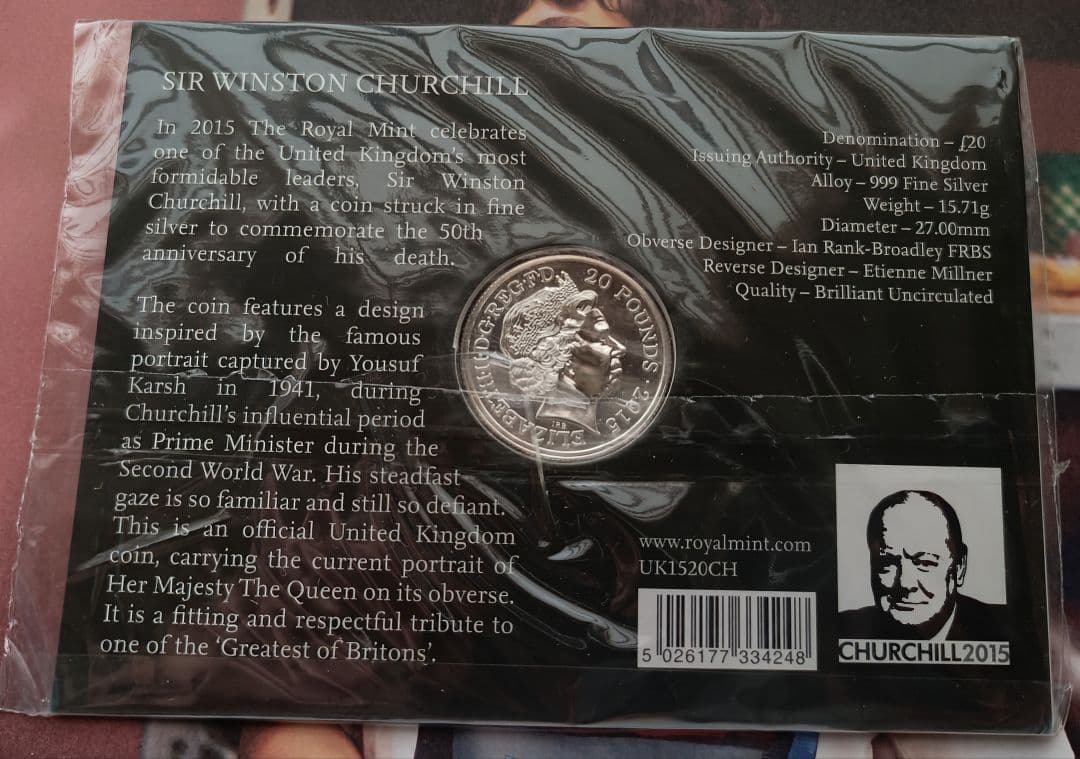 SIR WINSTON CHURCHILL
In 2015 The Royal Mint celebrates
one of the United Kingdom's most
formidable leaders, Sir Winston
Churchill, with a coin struck in fine
silver to commemorate the 50th
anniversary of his death.
The coin features a design
inspired by the famous
portrait captured by Yousuf
Karsh in 1941, during
Churchill's influential period
as Prime Minister during the
Second World War. His steadfast
gaze is so familiar and still so defiant.
This is an official United Kingdom
coin, carrying the current portrait of
Her Majesty The Queen on its obverse.
It is a fitting and respectful tribute to
one of the 'Greatest of Britons'.
ELIZABETH·II·D·G·REG·F·D
20 POUNDS · 2015
IRB
Denomination – £20
Issuing Authority – United Kingdom
Alloy – 999 Fine Silver
Weight – 15.71g
Diameter – 27.00mm
Obverse Designer – Ian Rank-Broadley FRBS
Reverse Designer – Etienne Millner
Quality – Brilliant Uncirculated
www.royalmint.com
UK1520CH
5 026177 334248
CHURCHILL2015